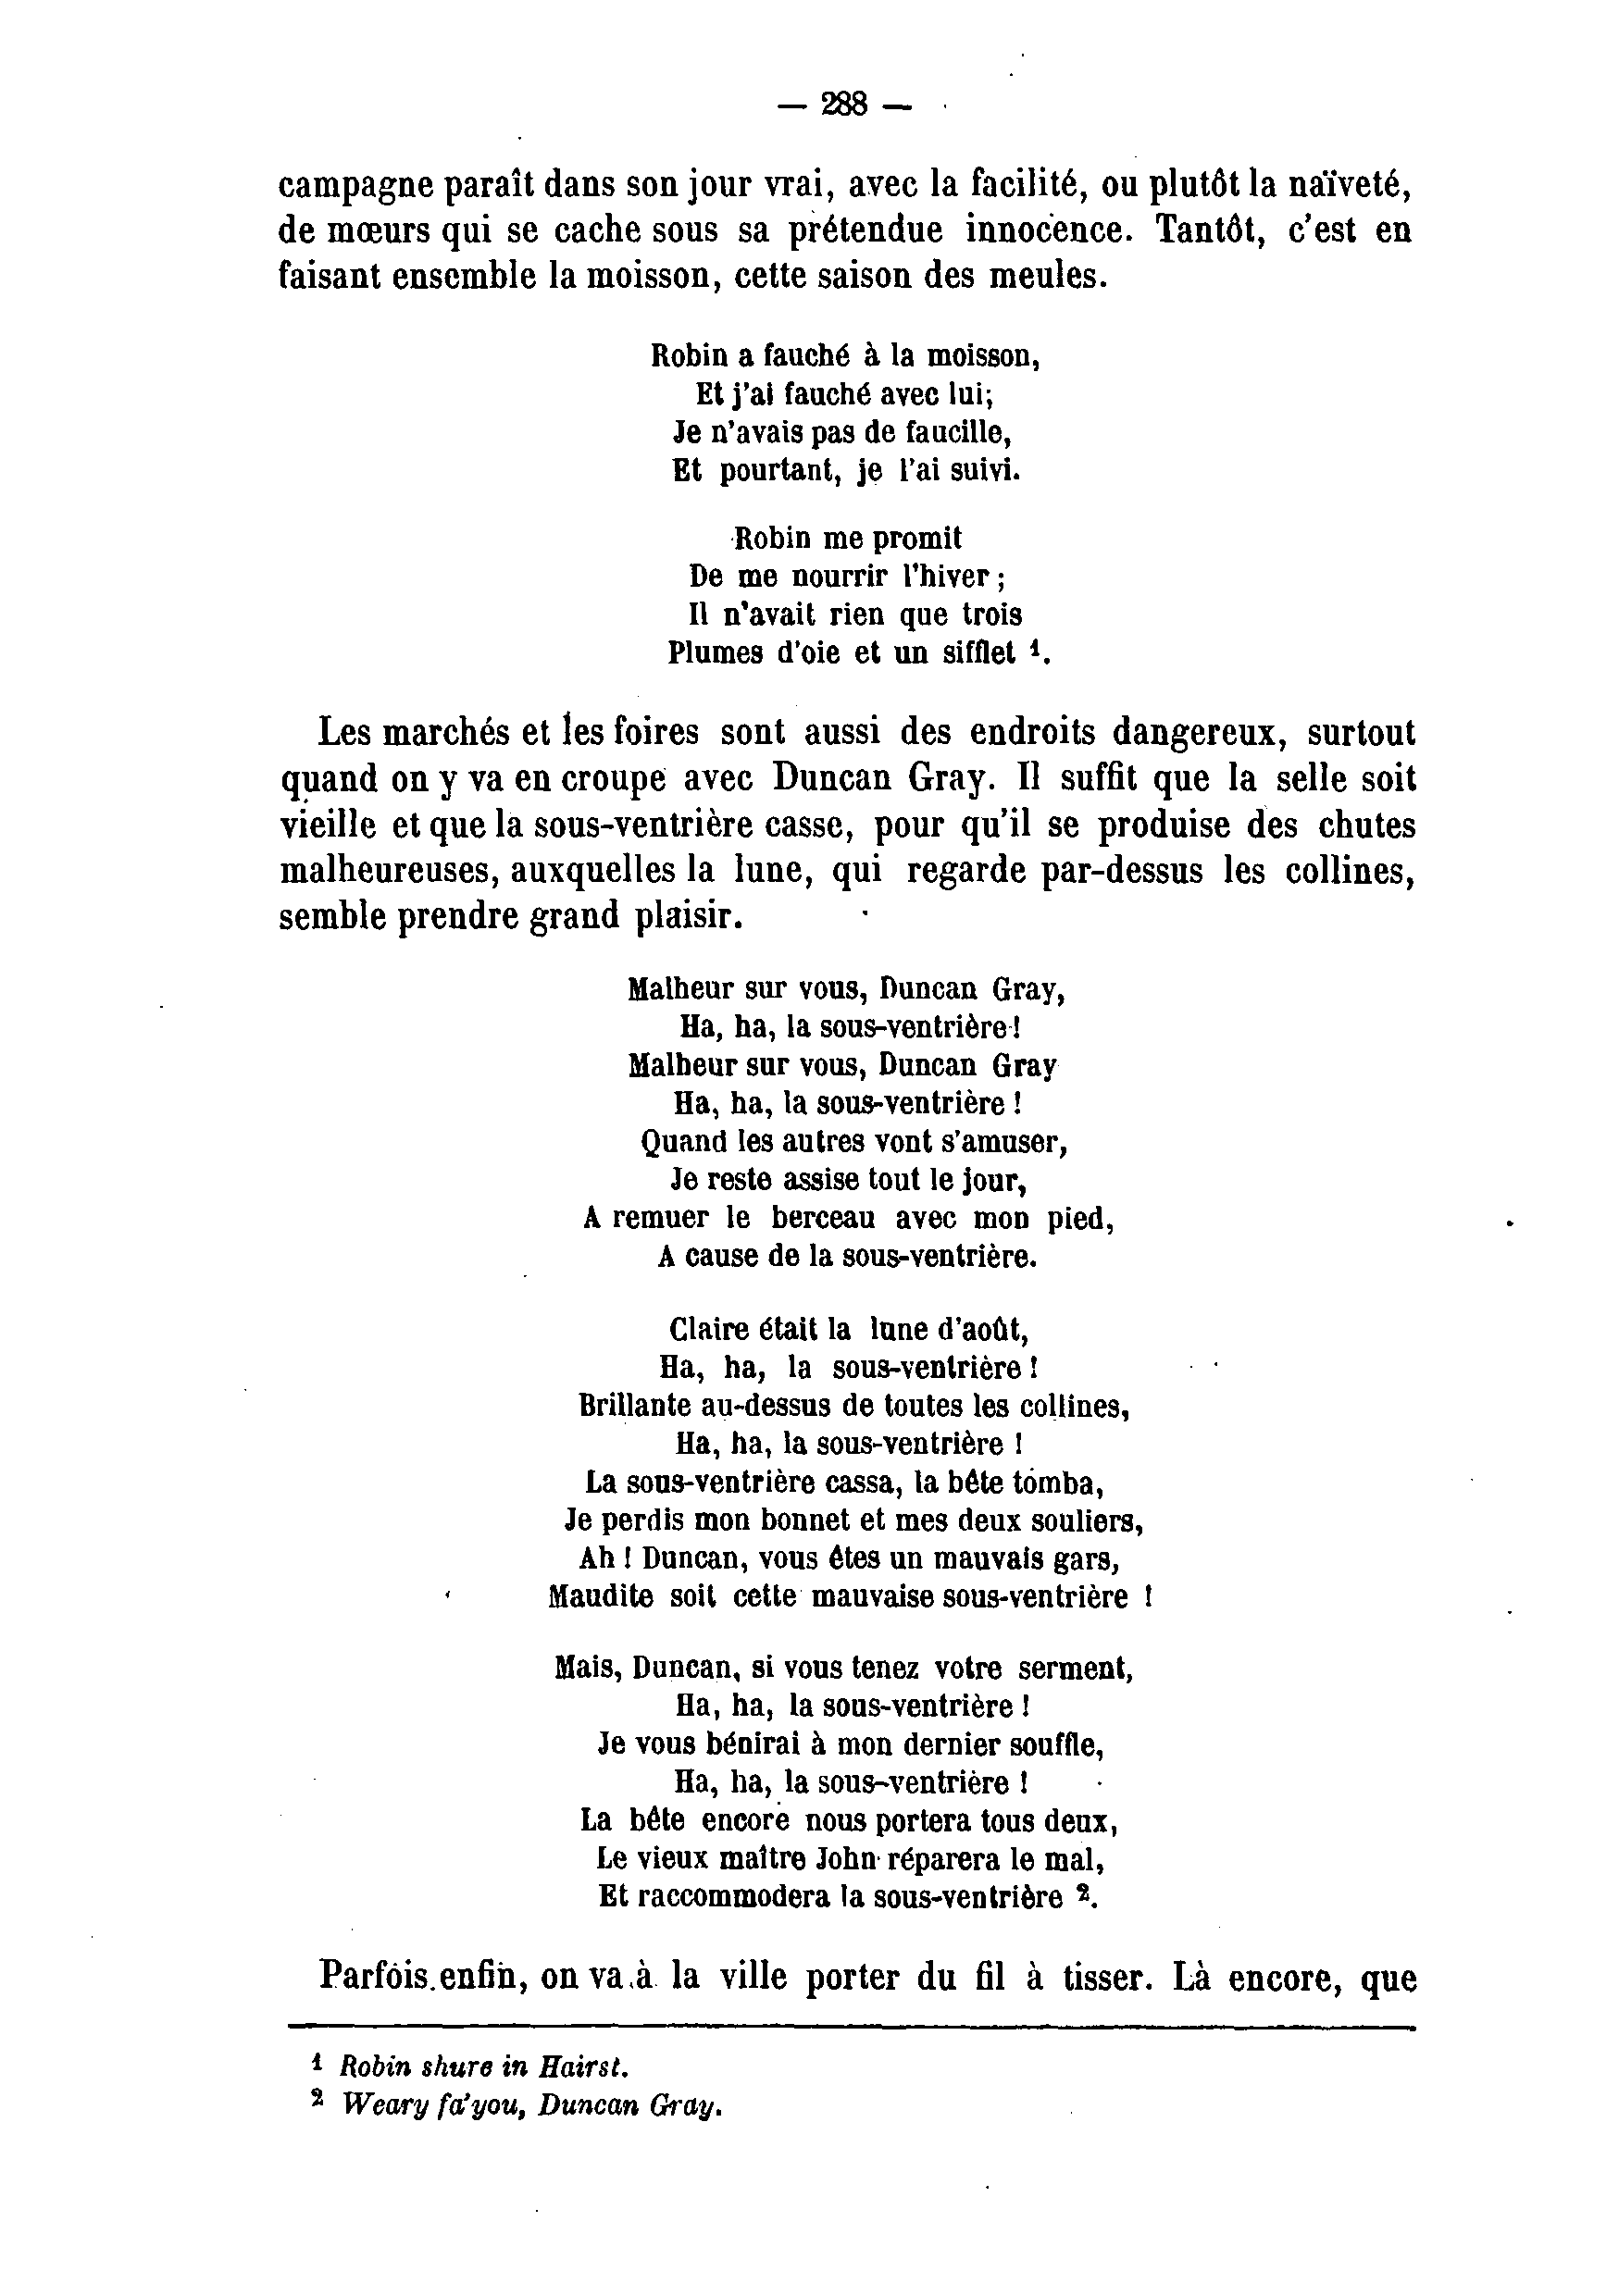 — 288 —
campagne paraît dans son jour vrai, avec la facilité, ou plutôt la naïveté,
de mœurs qui se cache sous sa prétendue innocence. Tantôt, c'est en
faisant ensemble la moisson, cette saison des meules.
Robin a fauché à la moisson,
Et j'ai fauché avec lui;
Je n'avais pas de faucille,
Et pourtant, je l'ai suivi.
Robin me promit
De me nourrir l'hiver ;
Il n'avait rien que trois
Plumes d'oie et un sifflet ¹.
Les marchés et les foires sont aussi des endroits dangereux, surtout
quand on y va en croupe avec Duncan Gray. Il suffit que la selle soit
vieille et que la sous-ventrière casse, pour qu'il se produise des chutes
malheureuses, auxquelles la lune, qui regarde par-dessus les collines,
semble prendre grand plaisir.
Malheur sur vous, Duncan Gray,
Ha, ha, la sous-ventrière !
Malheur sur vous, Duncan Gray
Ha, ha, la sous-ventrière !
Quand les autres vont s'amuser,
Je reste assise tout le jour,
A remuer le berceau avec mon pied,
A cause de la sous-ventrière.
Claire était la lune d'août,
Ha, ha, la sous-ventrière !
Brillante au-dessus de toutes les collines,
Ha, ha, la sous-ventrière !
La sous-ventrière cassa, la bête tomba,
Je perdis mon bonnet et mes deux souliers,
Ah ! Duncan, vous êtes un mauvais gars,
Maudite soit cette mauvaise sous-ventrière !
Mais, Duncan, si vous tenez votre serment,
Ha, ha, la sous-ventrière !
Je vous bénirai à mon dernier souffle,
Ha, ha, la sous-ventrière !
La bête encore nous portera tous deux,
Le vieux maître John réparera le mal,
Et raccommodera la sous-ventrière ².
Parfois enfin, on va à la ville porter du fil à tisser. Là encore, que
¹ Robin shure in Hairst.
² Weary fa'you, Duncan Gray.